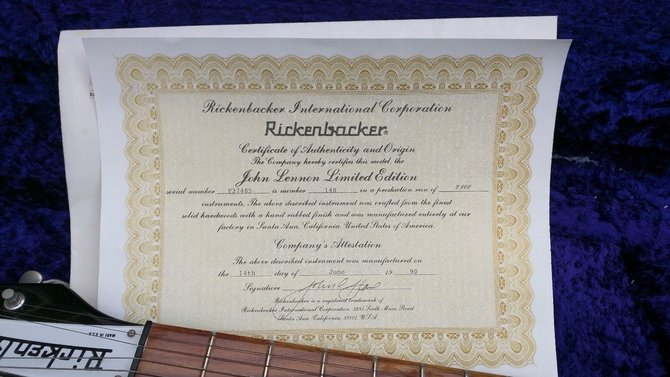 Rickenbacker International Corporation
Rickenbacker
Certificate of Authenticity and Origin
The Company hereby certifies this model, the
John Lennon Limited Edition
serial number F37485 is number 148 in a production run of 2,000
instruments. The above described instrument was crafted from the finest
solid hardwoods with a hand rubbed finish and was manufactured entirely at our
factory in Santa Ana, California, United States of America.
Company's Attestation
The above described instrument was manufactured on
the 14th day of June 19 90
Signature
Rickenbacker is a registered trademark of
Rickenbacker International Corporation South Main Street
Santa Ana, California, U.S.A.
MADE IN U.S.A.
Rickenb